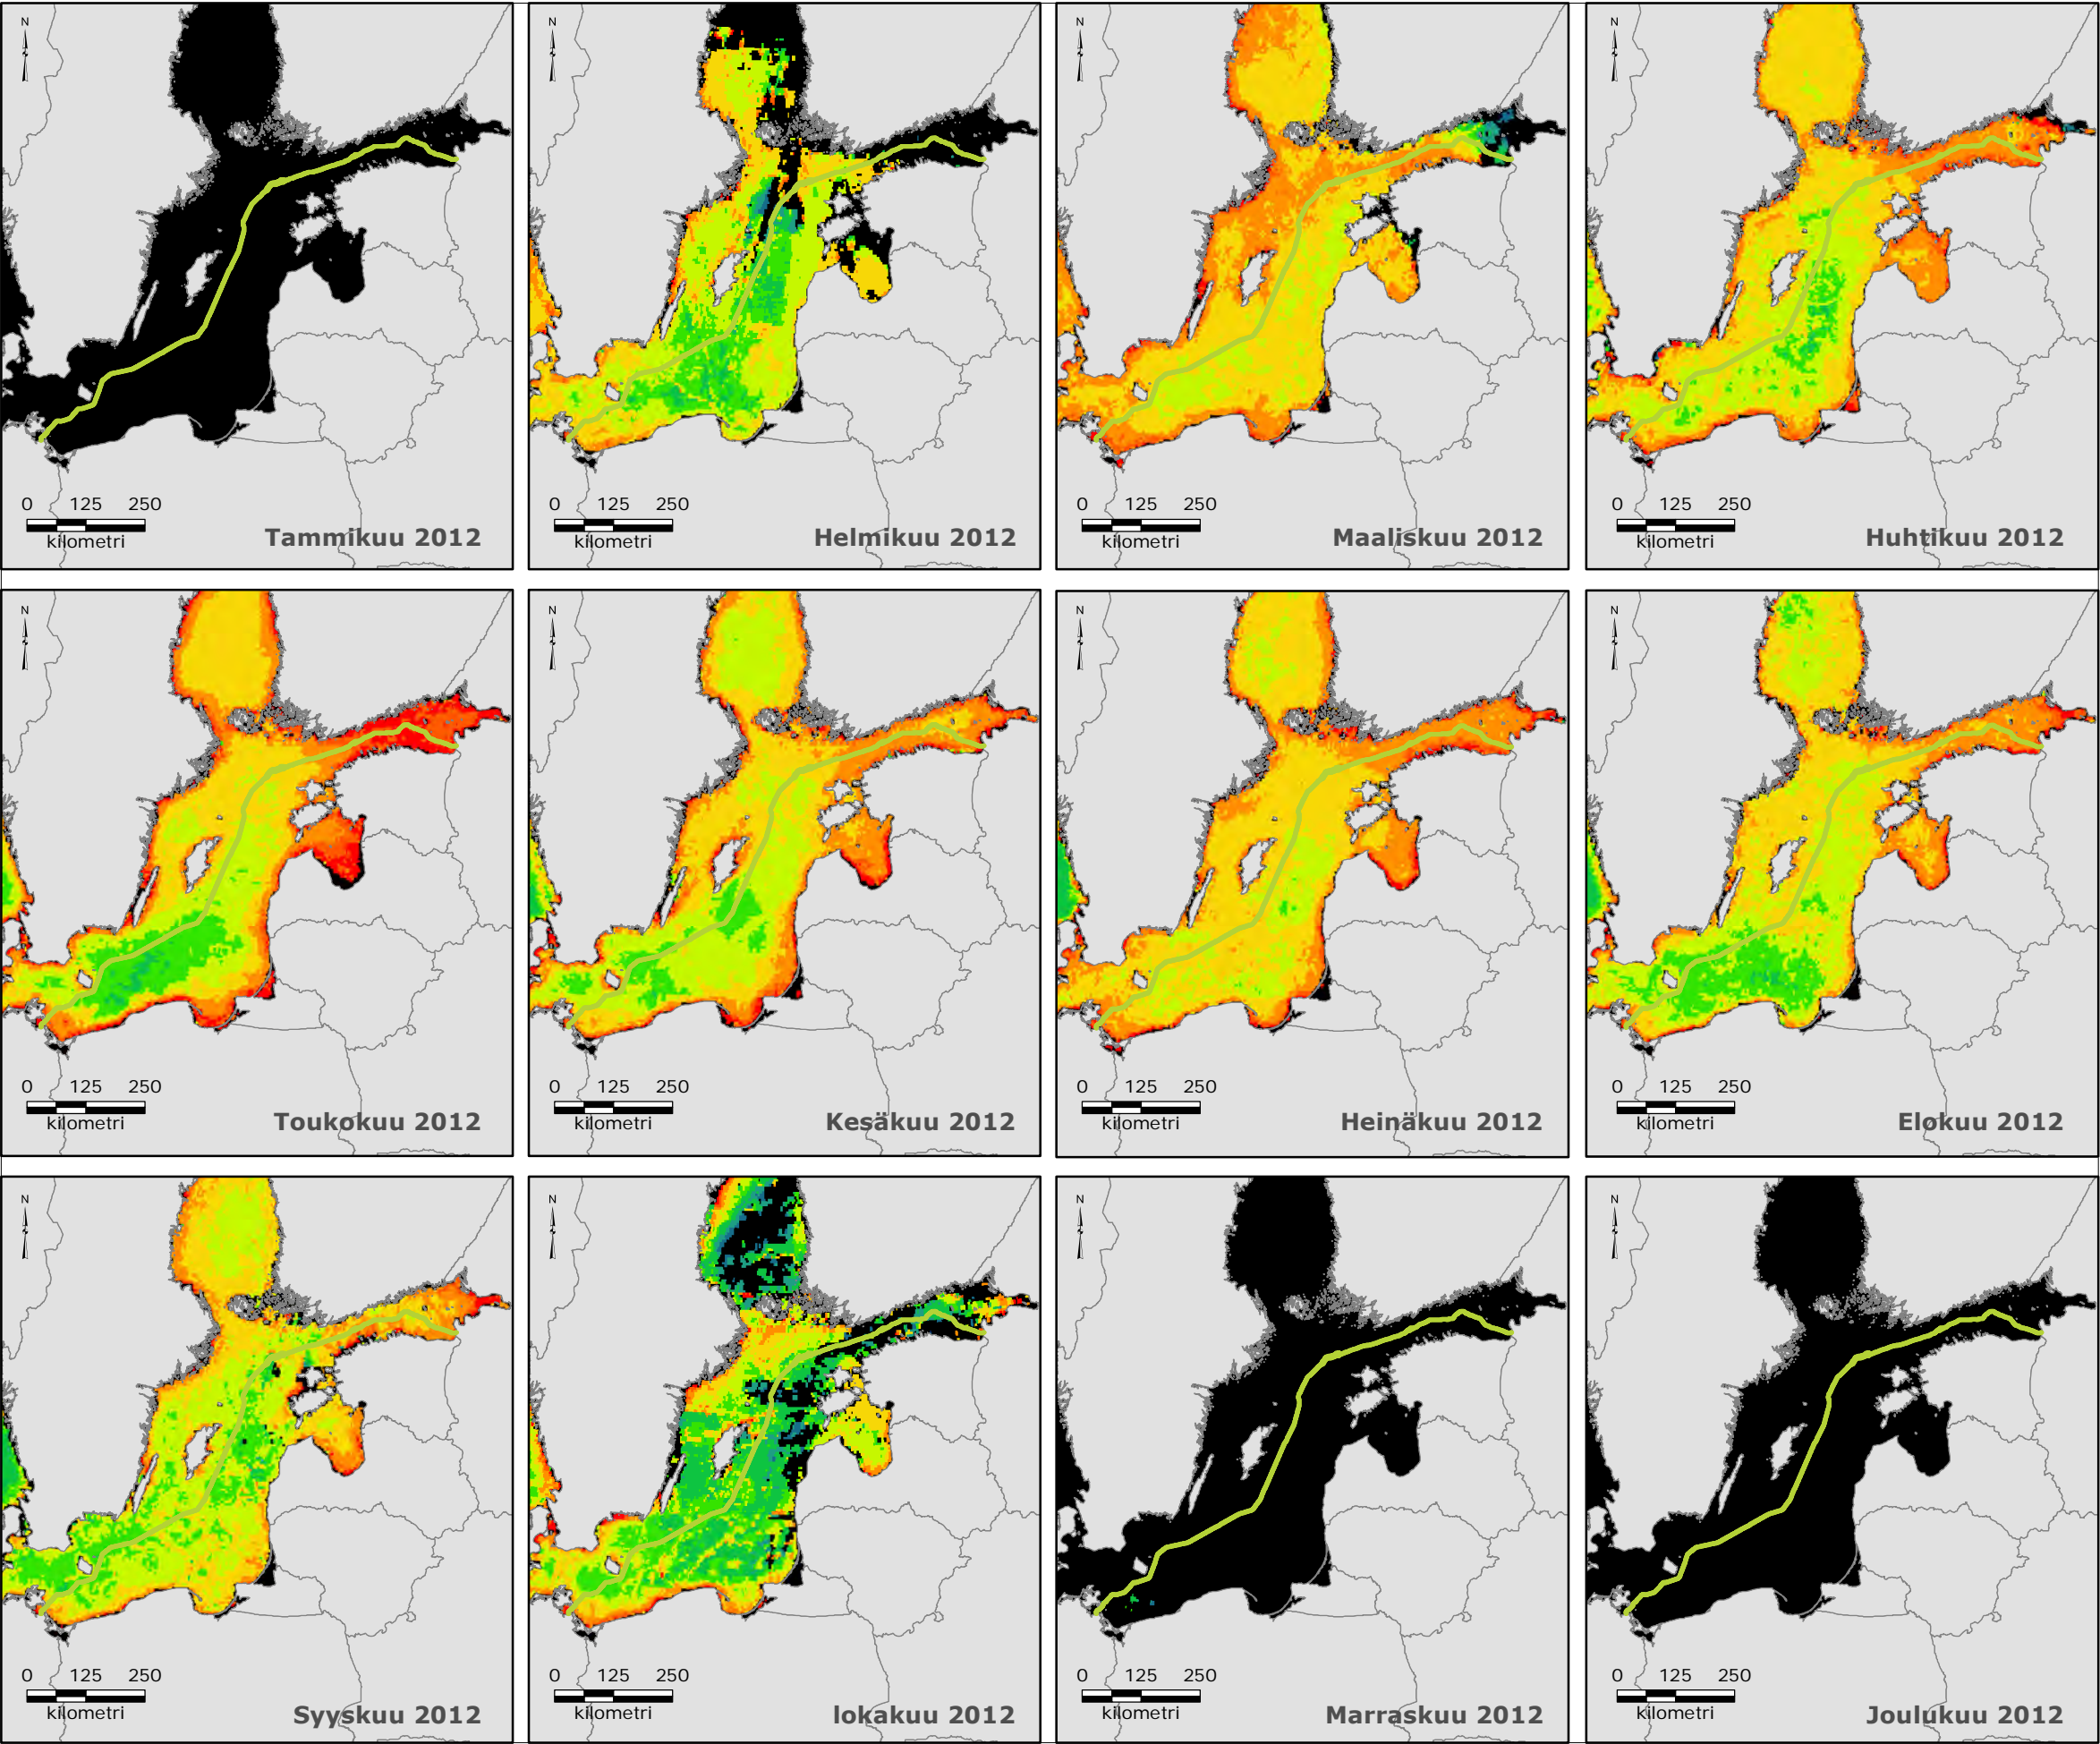 N
0 125 250
kilometri
Tammikuu 2012
N
0 125 250
kilometri
Helmikuu 2012
N
0 125 250
kilometri
Maaliskuu 2012
N
0 125 250
kilometri
Huhtikuu 2012
N
0 125 250
kilometri
Toukokuu 2012
N
0 125 250
kilometri
Kesäkuu 2012
N
0 125 250
kilometri
Heinäkuu 2012
N
0 125 250
kilometri
Elokuu 2012
N
0 125 250
kilometri
Syyskuu 2012
N
0 125 250
kilometri
lokakuu 2012
N
0 125 250
kilometri
Marraskuu 2012
N
0 125 250
kilometri
Joulukuu 2012